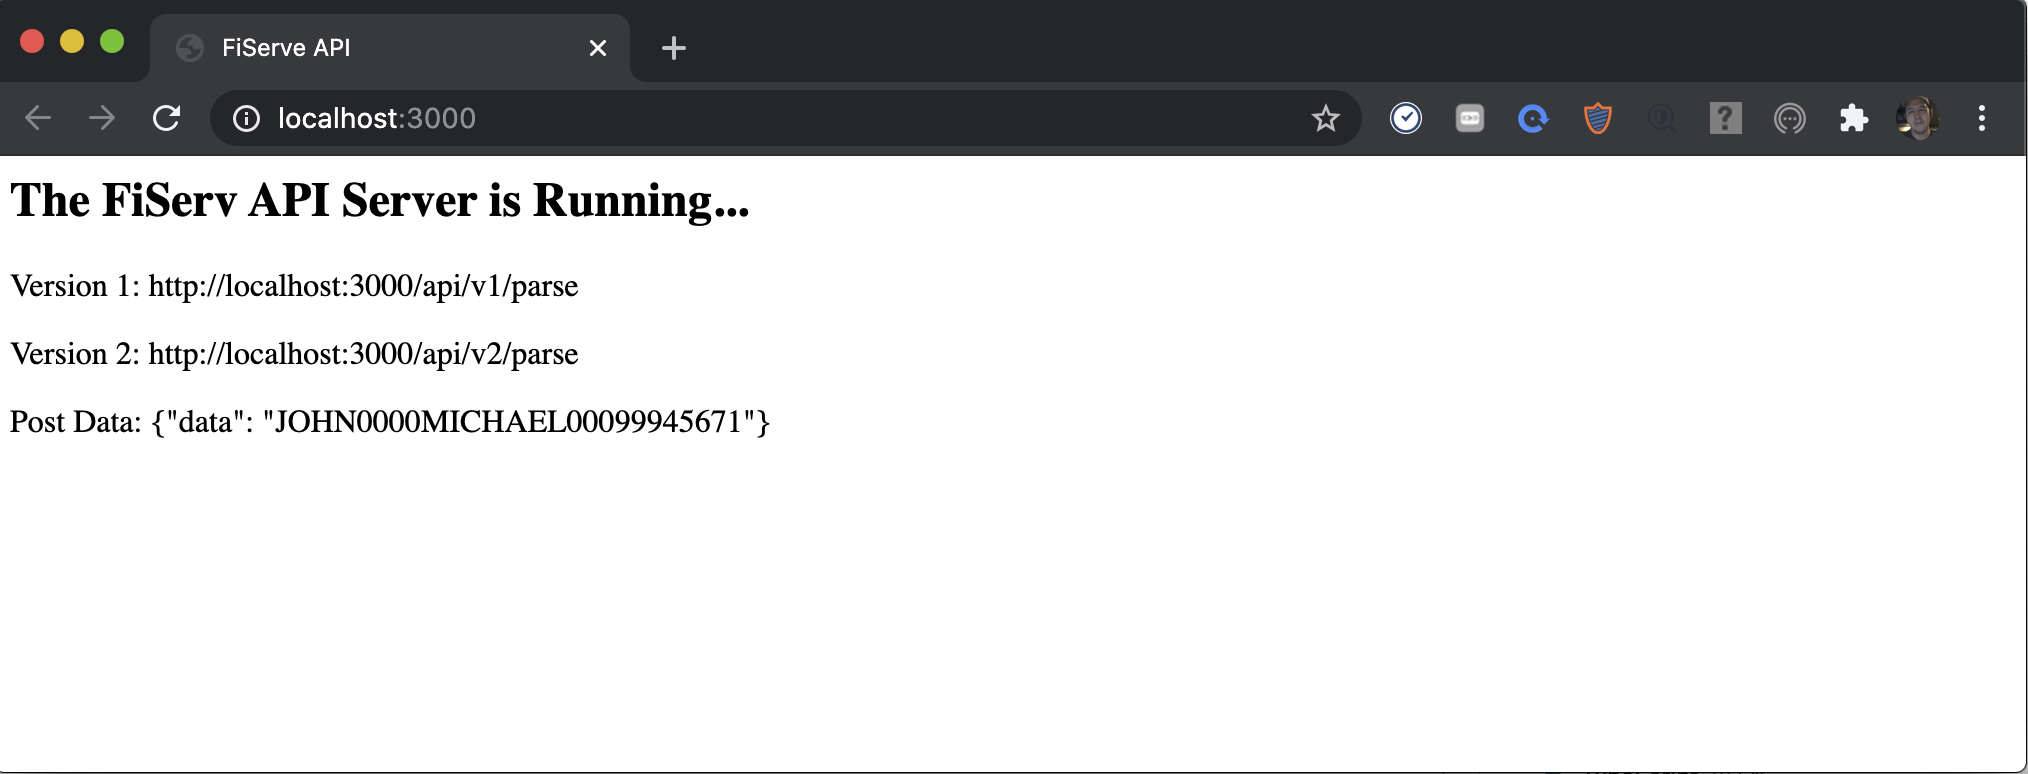 FiServe API
localhost:3000
The FiServ API Server is Running...
Version 1: http://localhost:3000/api/v1/parse
Version 2: http://localhost:3000/api/v2/parse
Post Data: {"data": "JOHN0000MICHAEL00099945671"}